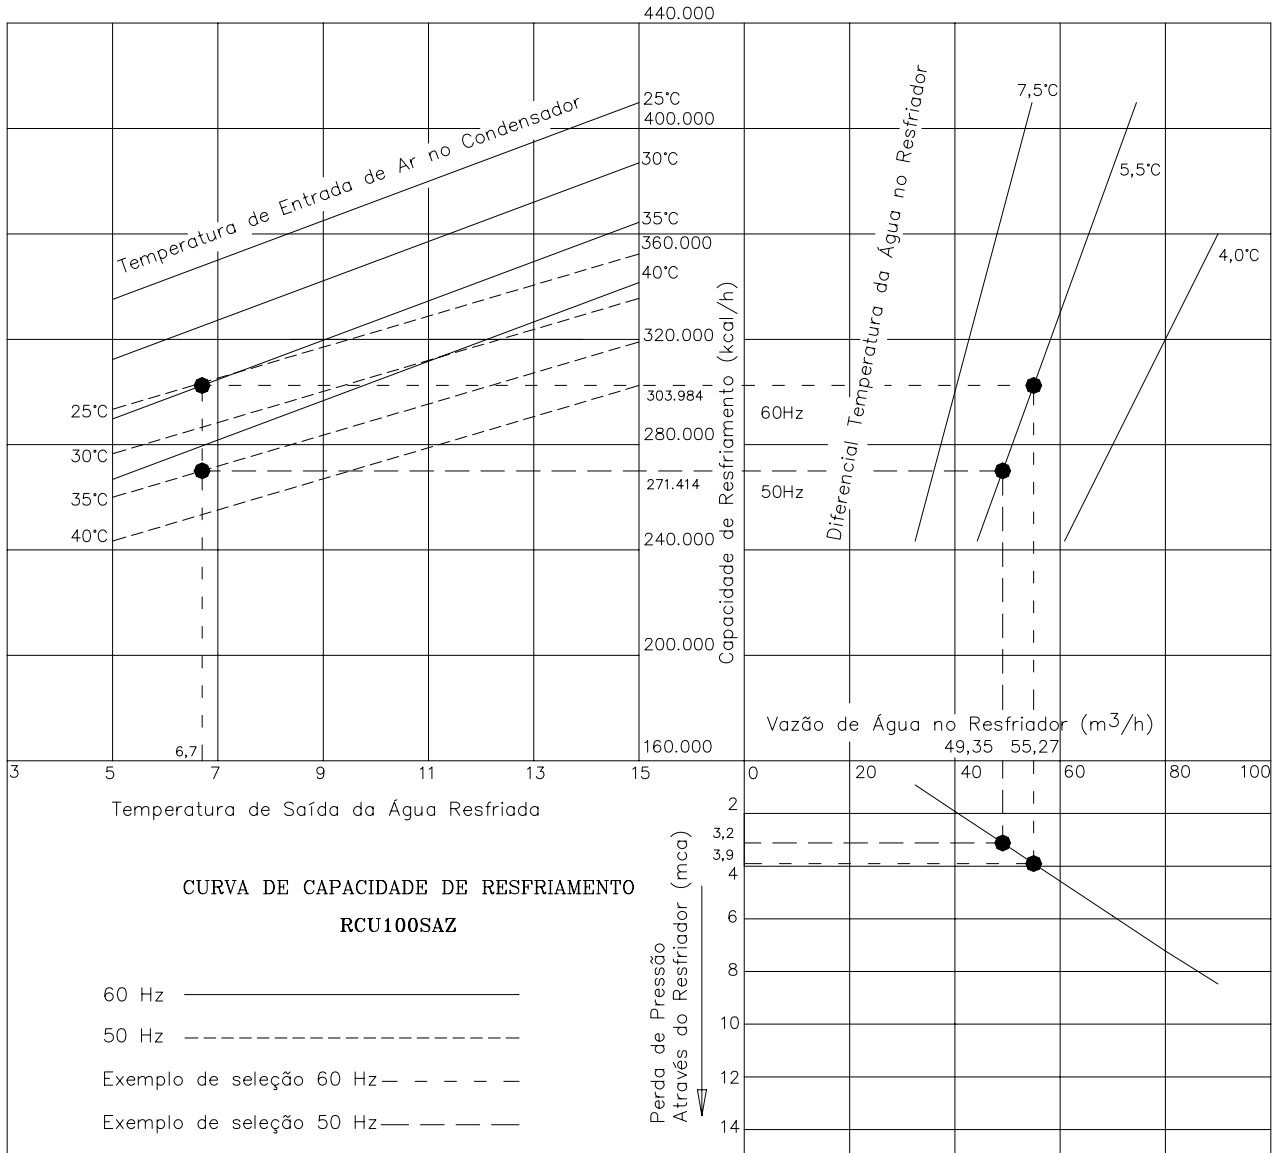 440.000
25°C
400.000
30°C
35°C
360.000
40°C
320.000
303.984
280.000
271.414
240.000
200.000
160.000
Temperatura de Entrada de Ar no Condensador
25°C
30°C
35°C
40°C
6,7
3 5 7 9 11 13 15
Temperatura de Saída da Água Resfriada
Capacidade de Resfriamento (kcal/h)
Diferencial Temperatura da Água no Resfriador
7,5°C
5,5°C
4,0°C
60Hz
50Hz
Vazão de Água no Resfriador (m³/h)
49,35 55,27
0 20 40 60 80 100
2
3,2
3,9
4
6
8
10
12
14
Perda de Pressão
Através do Resfriador (mca)
CURVA DE CAPACIDADE DE RESFRIAMENTO
RCU100SAZ
60 Hz
50 Hz
Exemplo de seleção 60 Hz
Exemplo de seleção 50 Hz